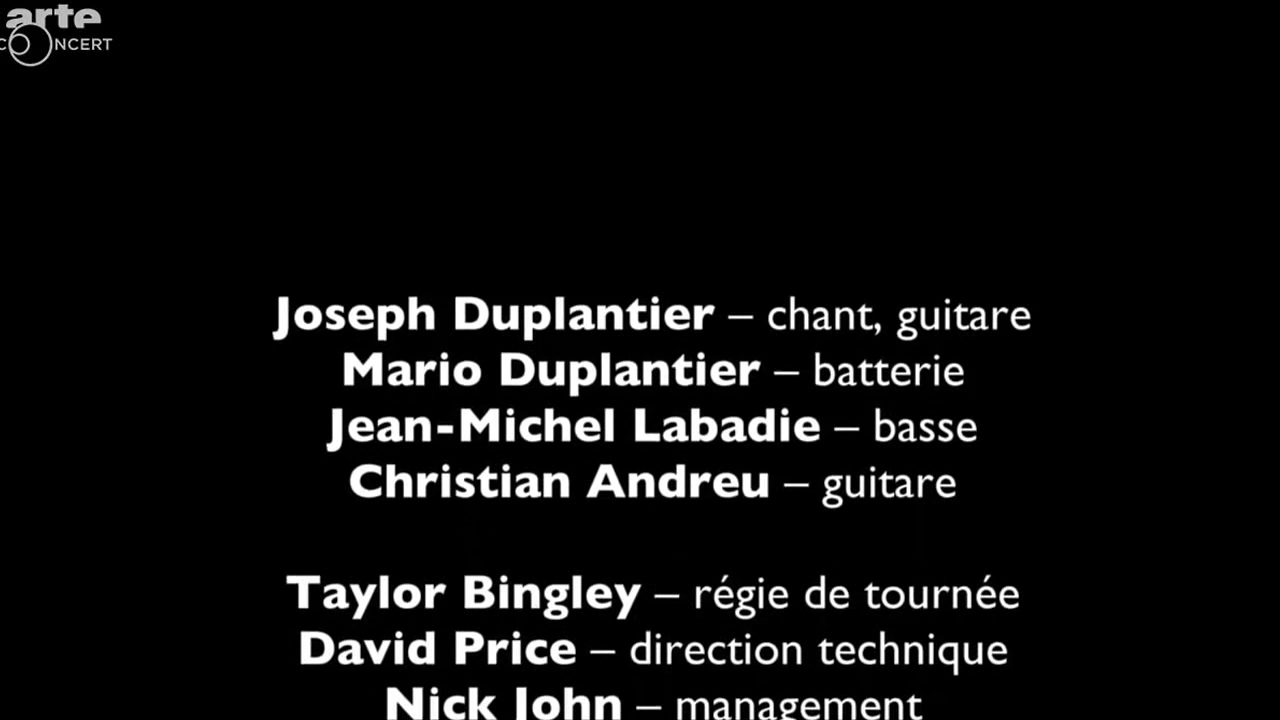 arte
CONCERT
Joseph Duplantier – chant, guitare
Mario Duplantier – batterie
Jean-Michel Labadie – basse
Christian Andreu – guitare
Taylor Bingley – régie de tournée
David Price – direction technique
Nick John – management